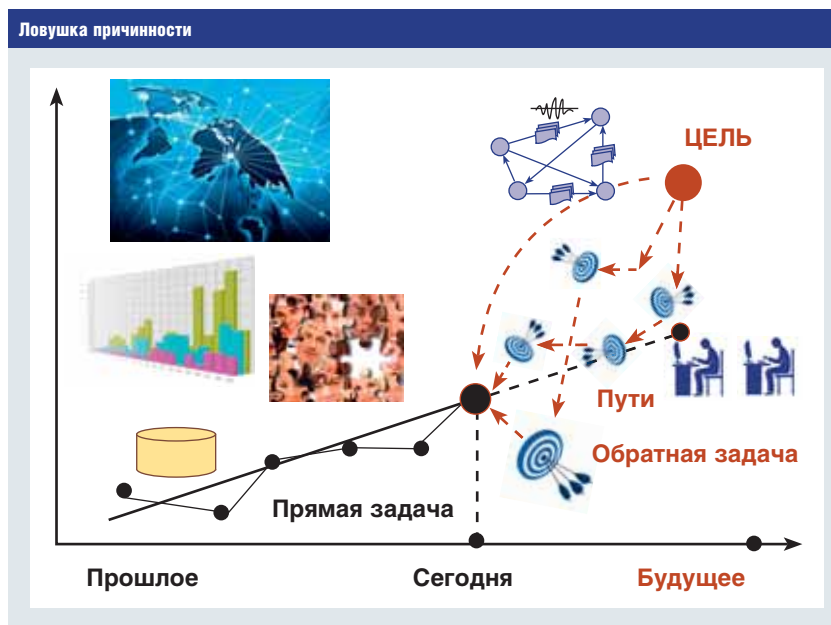 Ловушка причинности
ЦЕЛЬ
Пути
Обратная задача
Прямая задача
Прошлое
Сегодня
Будущее